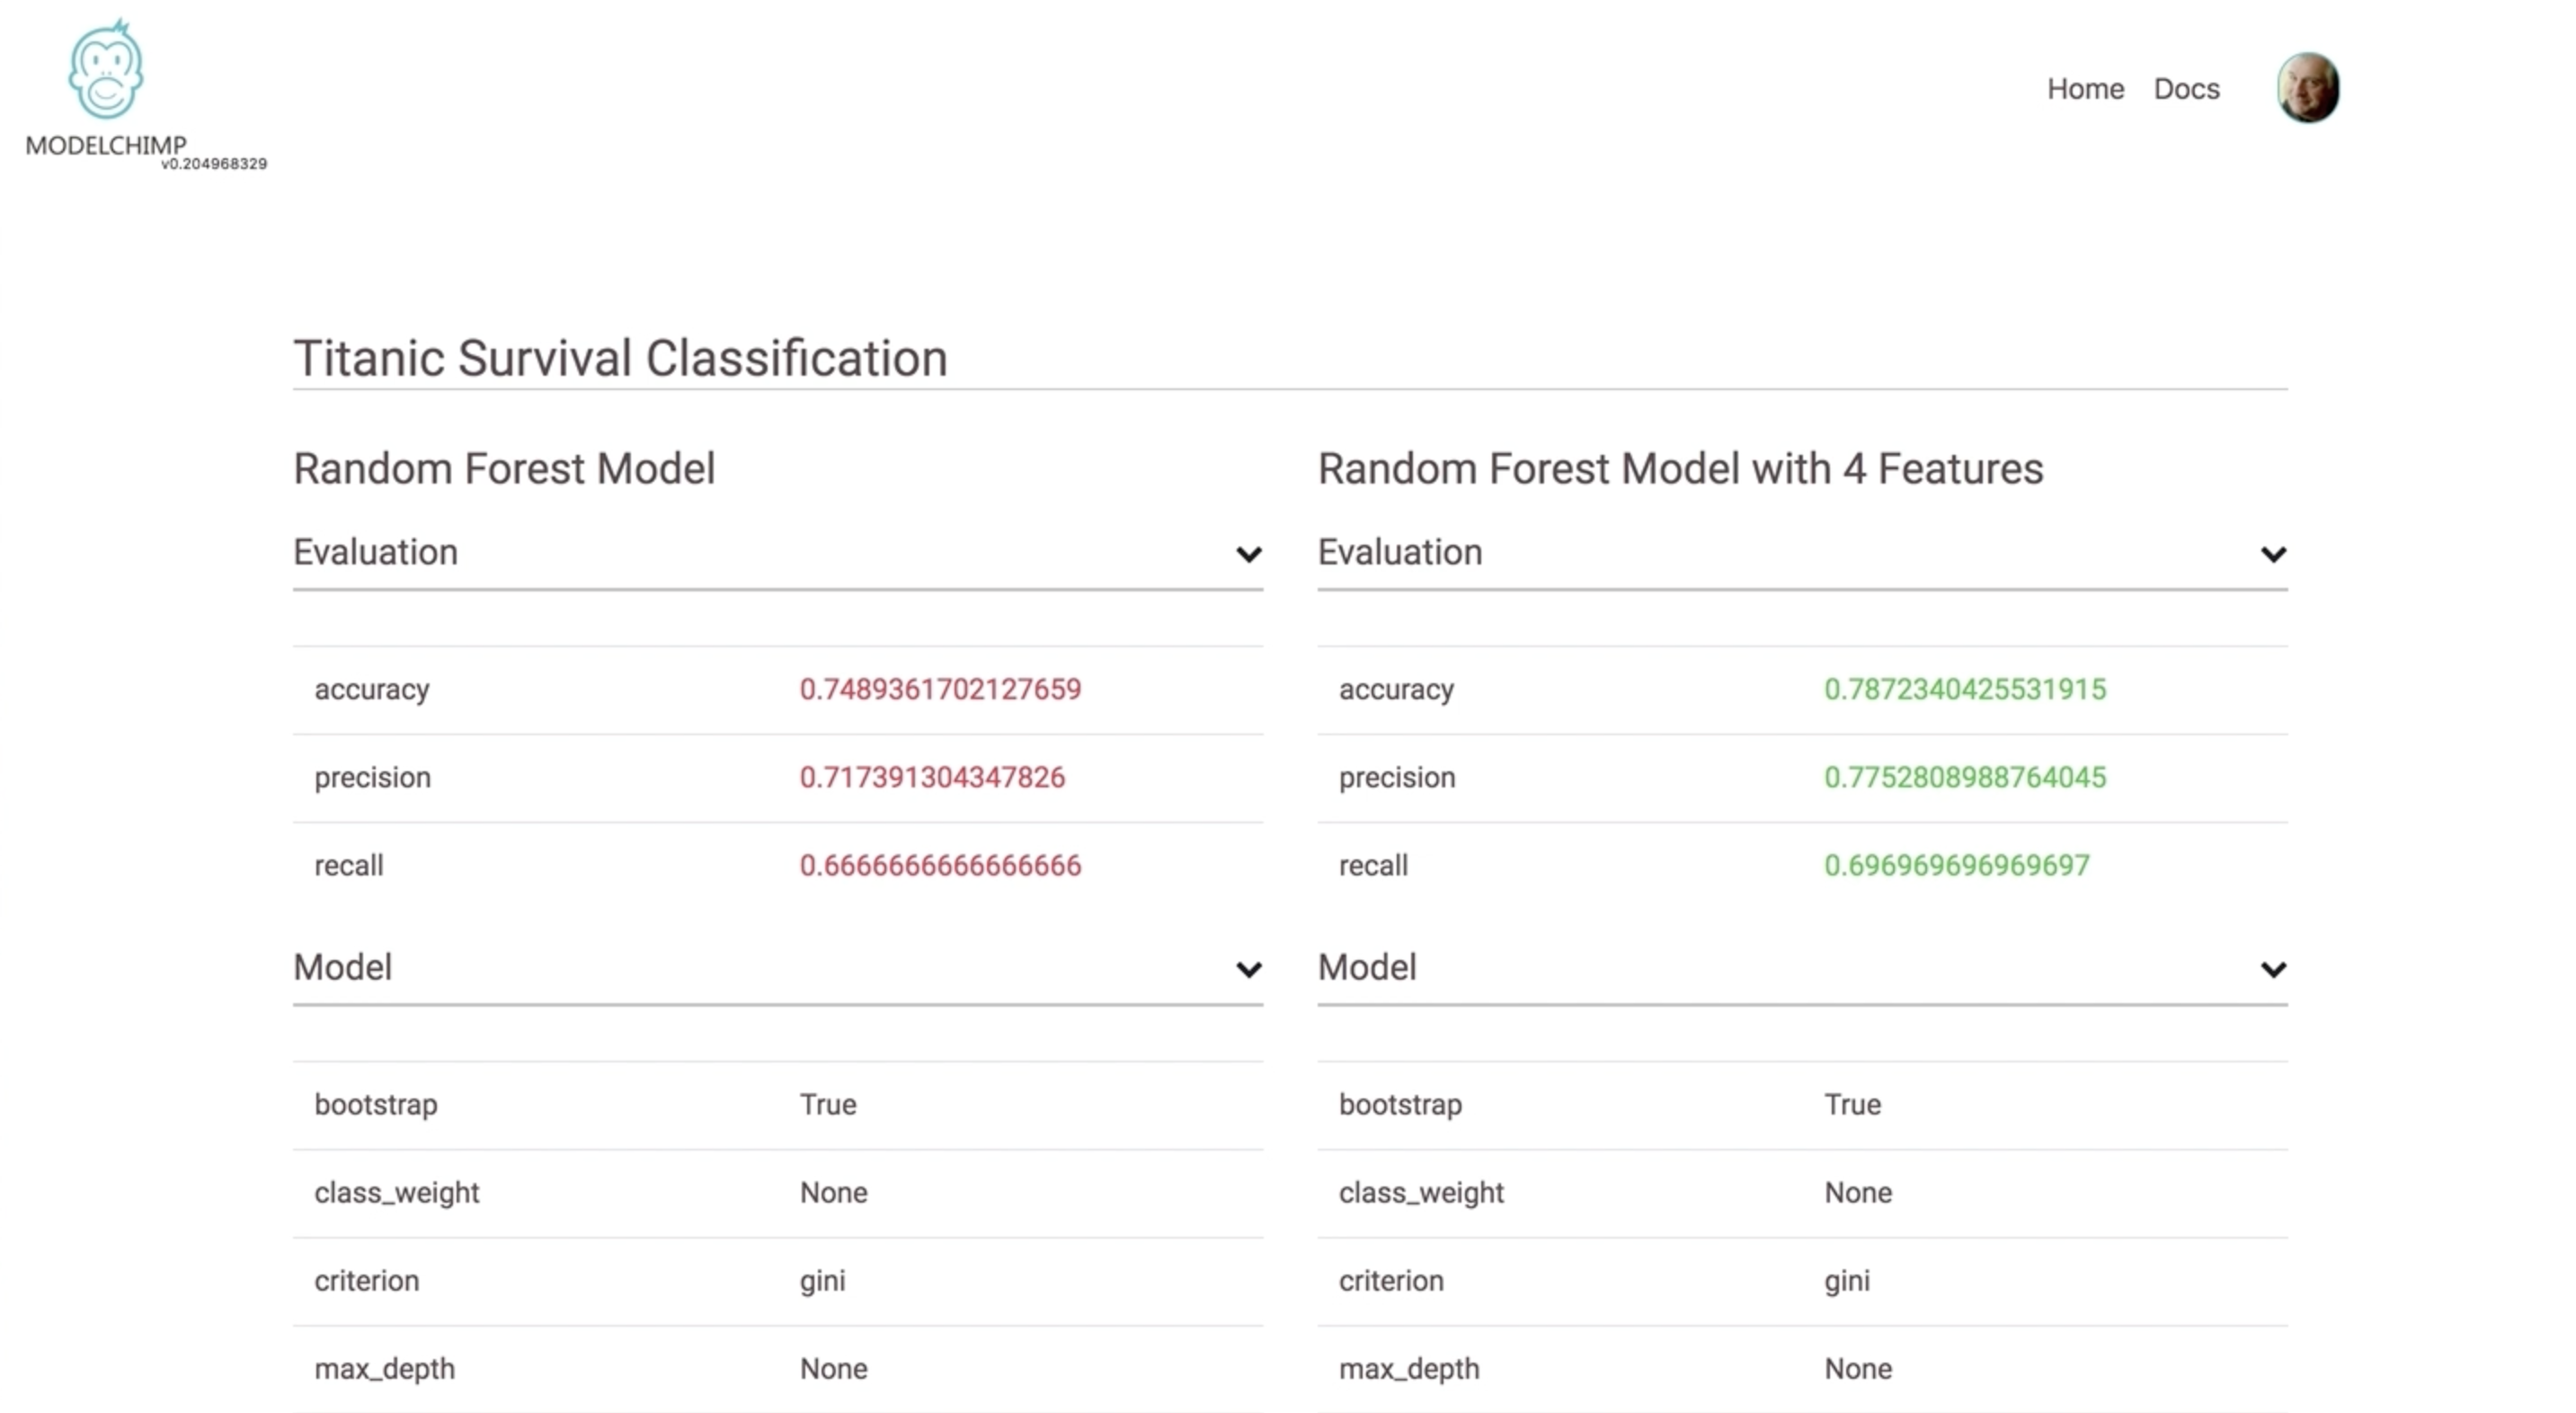 MODELCHIMP
v0.204968329
Home Docs
Titanic Survival Classification
Random Forest Model
Evaluation
accuracy 0.7489361702127659
precision 0.717391304347826
recall 0.6666666666666666
Model
bootstrap True
class_weight None
criterion gini
max_depth None
Random Forest Model with 4 Features
Evaluation
accuracy 0.7872340425531915
precision 0.7752808988764045
recall 0.696969696969697
Model
bootstrap True
class_weight None
criterion gini
max_depth None